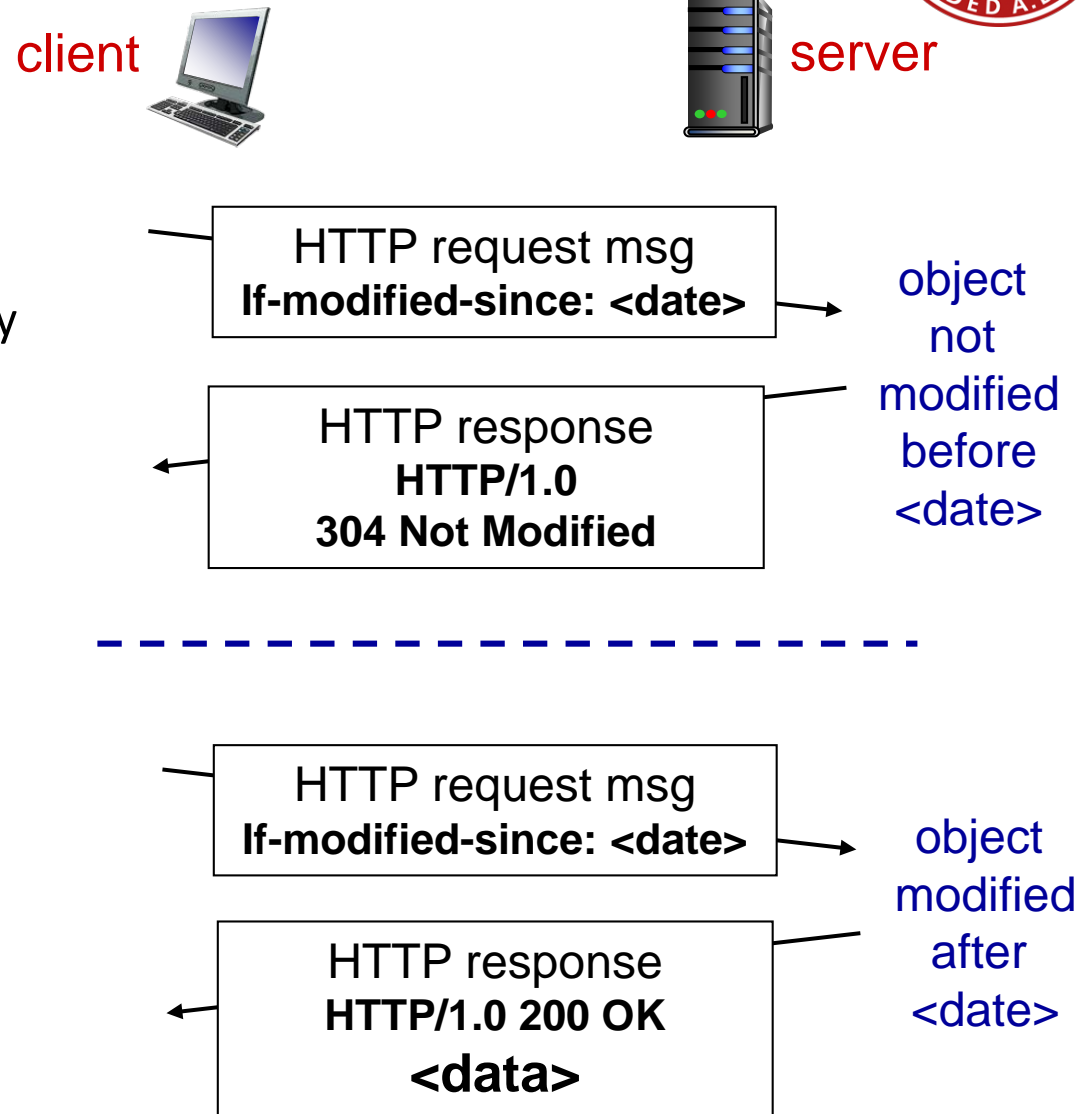 client
server
HTTP request msg
If-modified-since: <date>
object
not
modified
before
<date>
y
HTTP response
HTTP/1.0
304 Not Modified
HTTP request msg
If-modified-since: <date>
object
modified
after
<date>
HTTP response
HTTP/1.0 200 OK
<data>